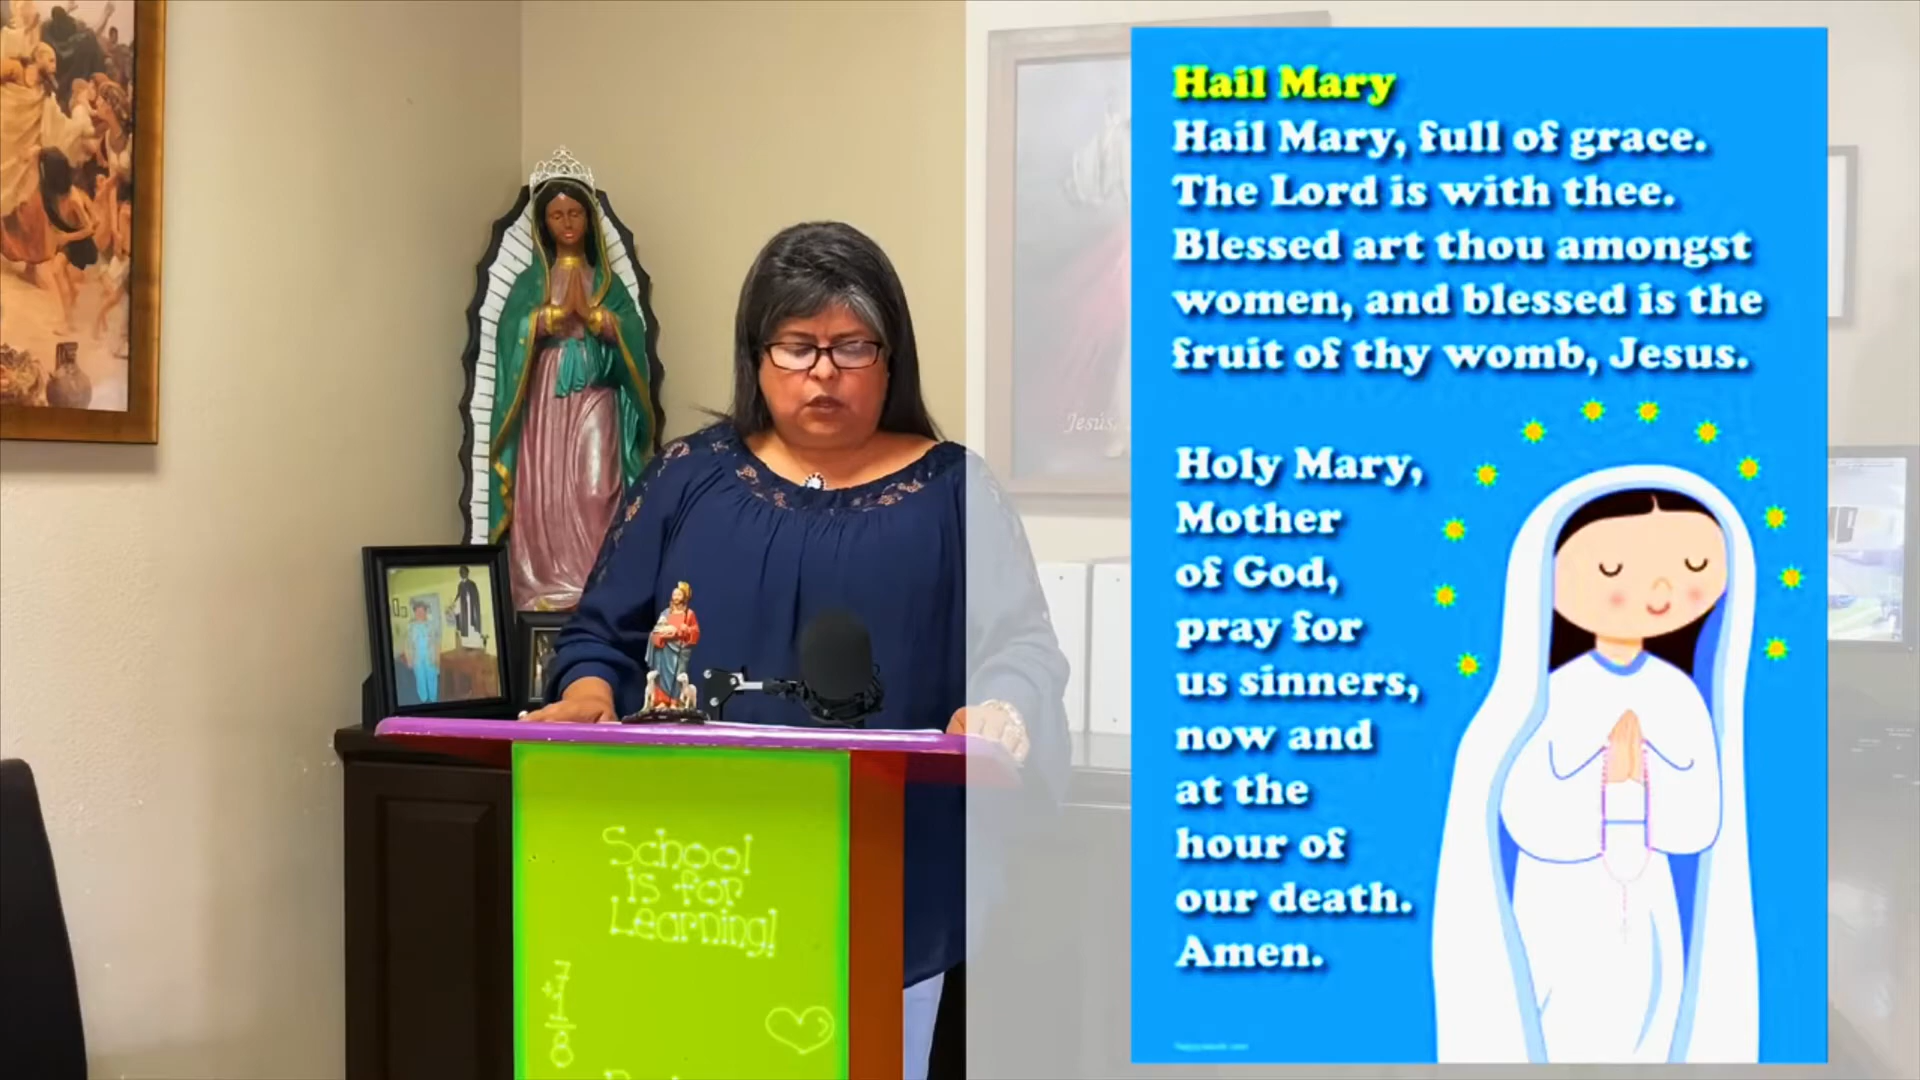 Hail Mary
Hail Mary, full of grace.
The Lord is with thee.
Blessed art thou amongst
women, and blessed is the
fruit of thy womb, Jesus.
Holy Mary,
Mother
of God,
pray for
us sinners,
now and
at the
hour of
our death.
Amen.
Jesús,
School
is for
Learning!